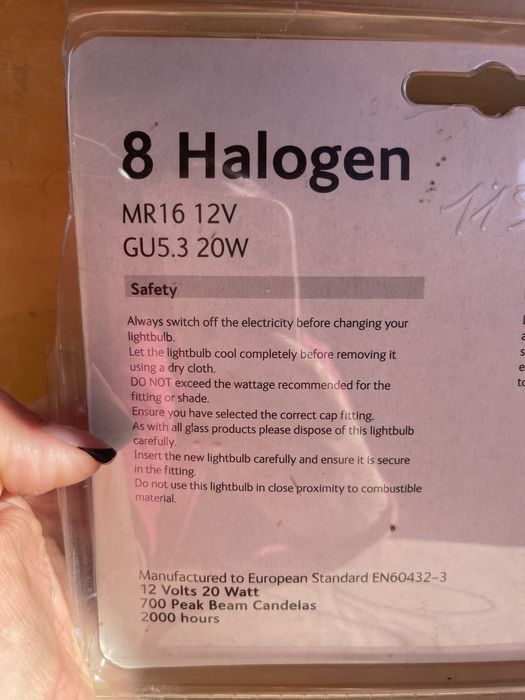 8 Halogen
MR16 12V
GU5.3 20W
Safety
Always switch off the electricity before changing your
lightbulb.
Let the lightbulb cool completely before removing it
using a dry cloth.
DO NOT exceed the wattage recommended for the
fitting or shade.
Ensure you have selected the correct cap fitting.
As with all glass products please dispose of this lightbulb
carefully.
Insert the new lightbulb carefully and ensure it is secure
in the fitting.
Do not use this lightbulb in close proximity to combustible
material.
Manufactured to European Standard EN60432-3
12 Volts 20 Watt
700 Peak Beam Candelas
2000 hours